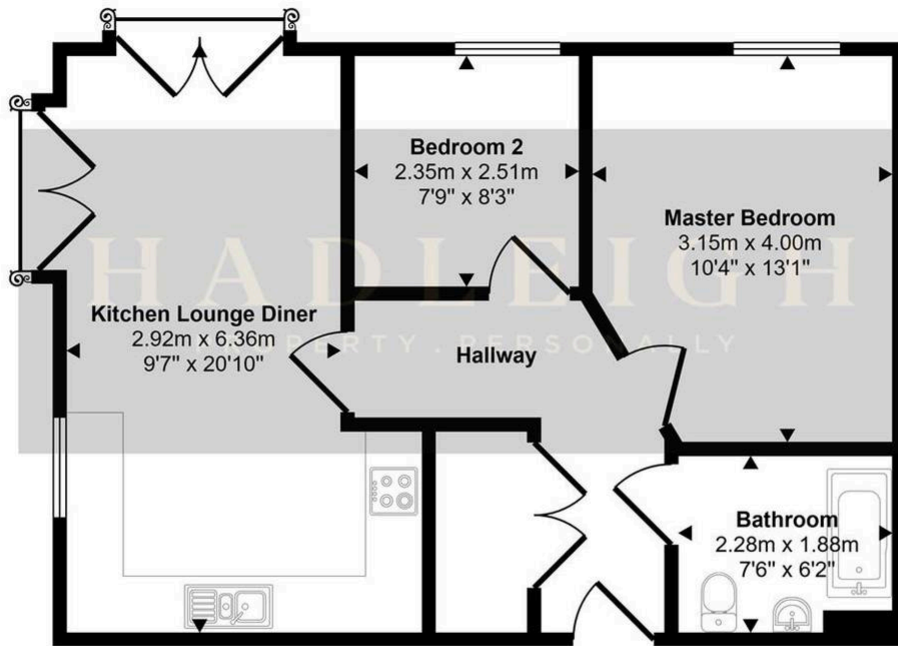 Bedroom 2
2.35m x 2.51m
7'9" x 8'3"
Master Bedroom
3.15m x 4.00m
10'4" x 13'1"
HADLEIGH
PROPERTY. PERSONALLY
Kitchen Lounge Diner
2.92m x 6.36m
9'7" x 20'10"
Hallway
Bathroom
2.28m x 1.88m
7'6" x 6'2"